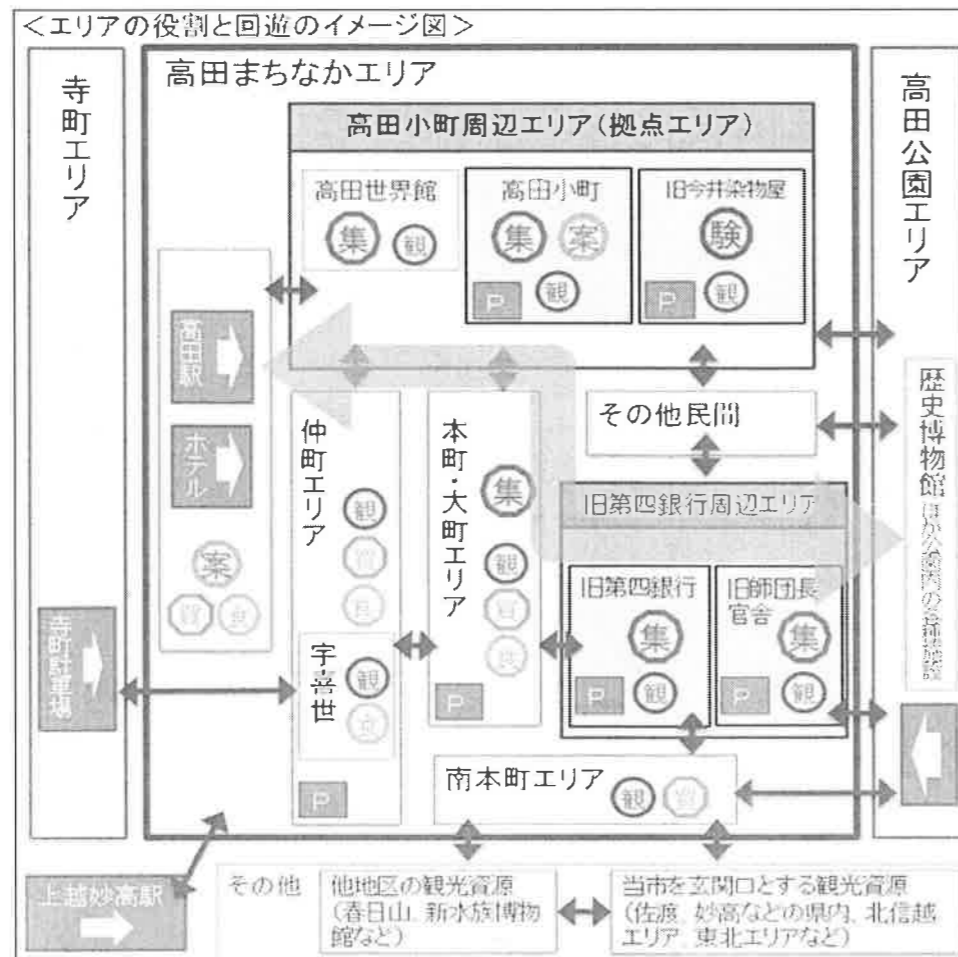 ＜エリアの役割と回遊のイメージ図＞
寺町エリア
高田まちなかエリア
高田公園エリア
高田小町周辺エリア(拠点エリア)
高田世界館
集
観
高田小町
集
案
P
観
旧今井染物屋
験
P
観
高田駅
ホテル
案
買
食
寺町駐車場
仲町エリア
観
買
食
宇喜世
観
食
P
本町・大町エリア
集
観
買
食
P
その他民間
旧第四銀行周辺エリア
旧第四銀行
集
P
観
旧師団長
官舎
集
P
観
歴史博物館
南本町エリア
観
買
上越妙高駅
その他
他地区の観光資源
(春日山、新水族博物
館など)
当市を玄関口とする観光資源
(佐渡、妙高などの県内、北信越
エリア、東北エリアなど)